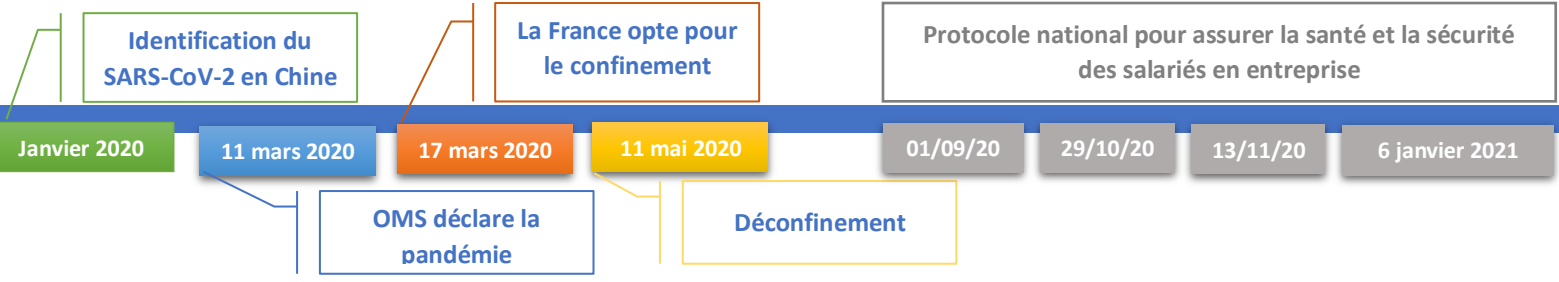 Identification du
SARS-CoV-2 en Chine
La France opte pour
le confinement
Protocole national pour assurer la santé et la sécurité
des salariés en entreprise
Janvier 2020
11 mars 2020
17 mars 2020
11 mai 2020
01/09/20
29/10/20
13/11/20
6 janvier 2021
OMS déclare la
pandémie
Déconfinement